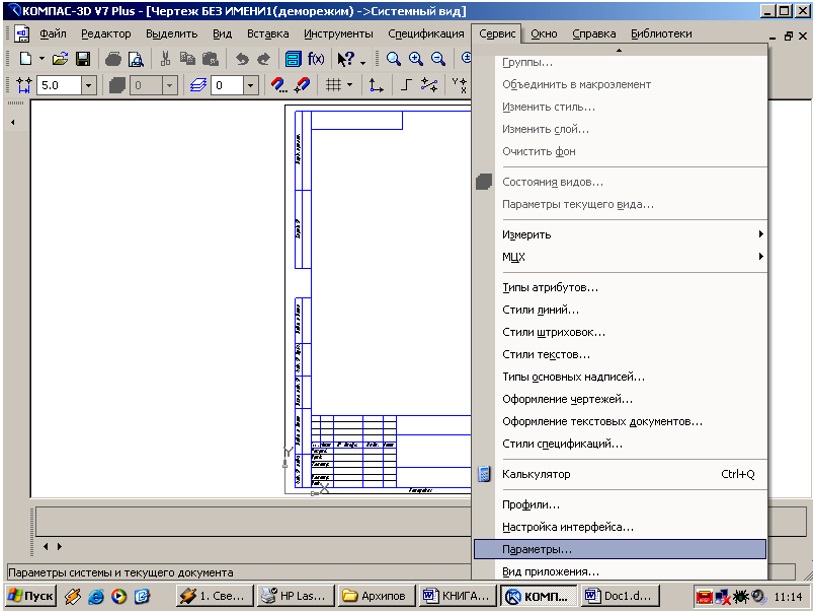 КОМПАС-3D V7 Plus - [Чертеж БЕЗ ИМЕНИ1(деморежим) ->Системный вид]
Файл Редактор Выделить Вид Вставка Инструменты Спецификация Сервис Окно Справка Библиотеки
f(x)
5.0 0 0
Группы...
Объединить в макроэлемент
Изменить стиль...
Изменить слой...
Очистить фон
Состояния видов...
Параметры текущего вида...
Измерить
МЦХ
Типы атрибутов...
Стили линий...
Стили штриховок...
Стили текстов...
Типы основных надписей...
Оформление чертежей...
Оформление текстовых документов...
Стили спецификаций...
Калькулятор Ctrl+Q
Профили...
Настройка интерфейса...
Параметры...
Вид приложения...
Параметры системы и текущего документа
Пуск 1. Све... HP Las... Архипов КНИГА... КОМП... Doc1.d... 11:14